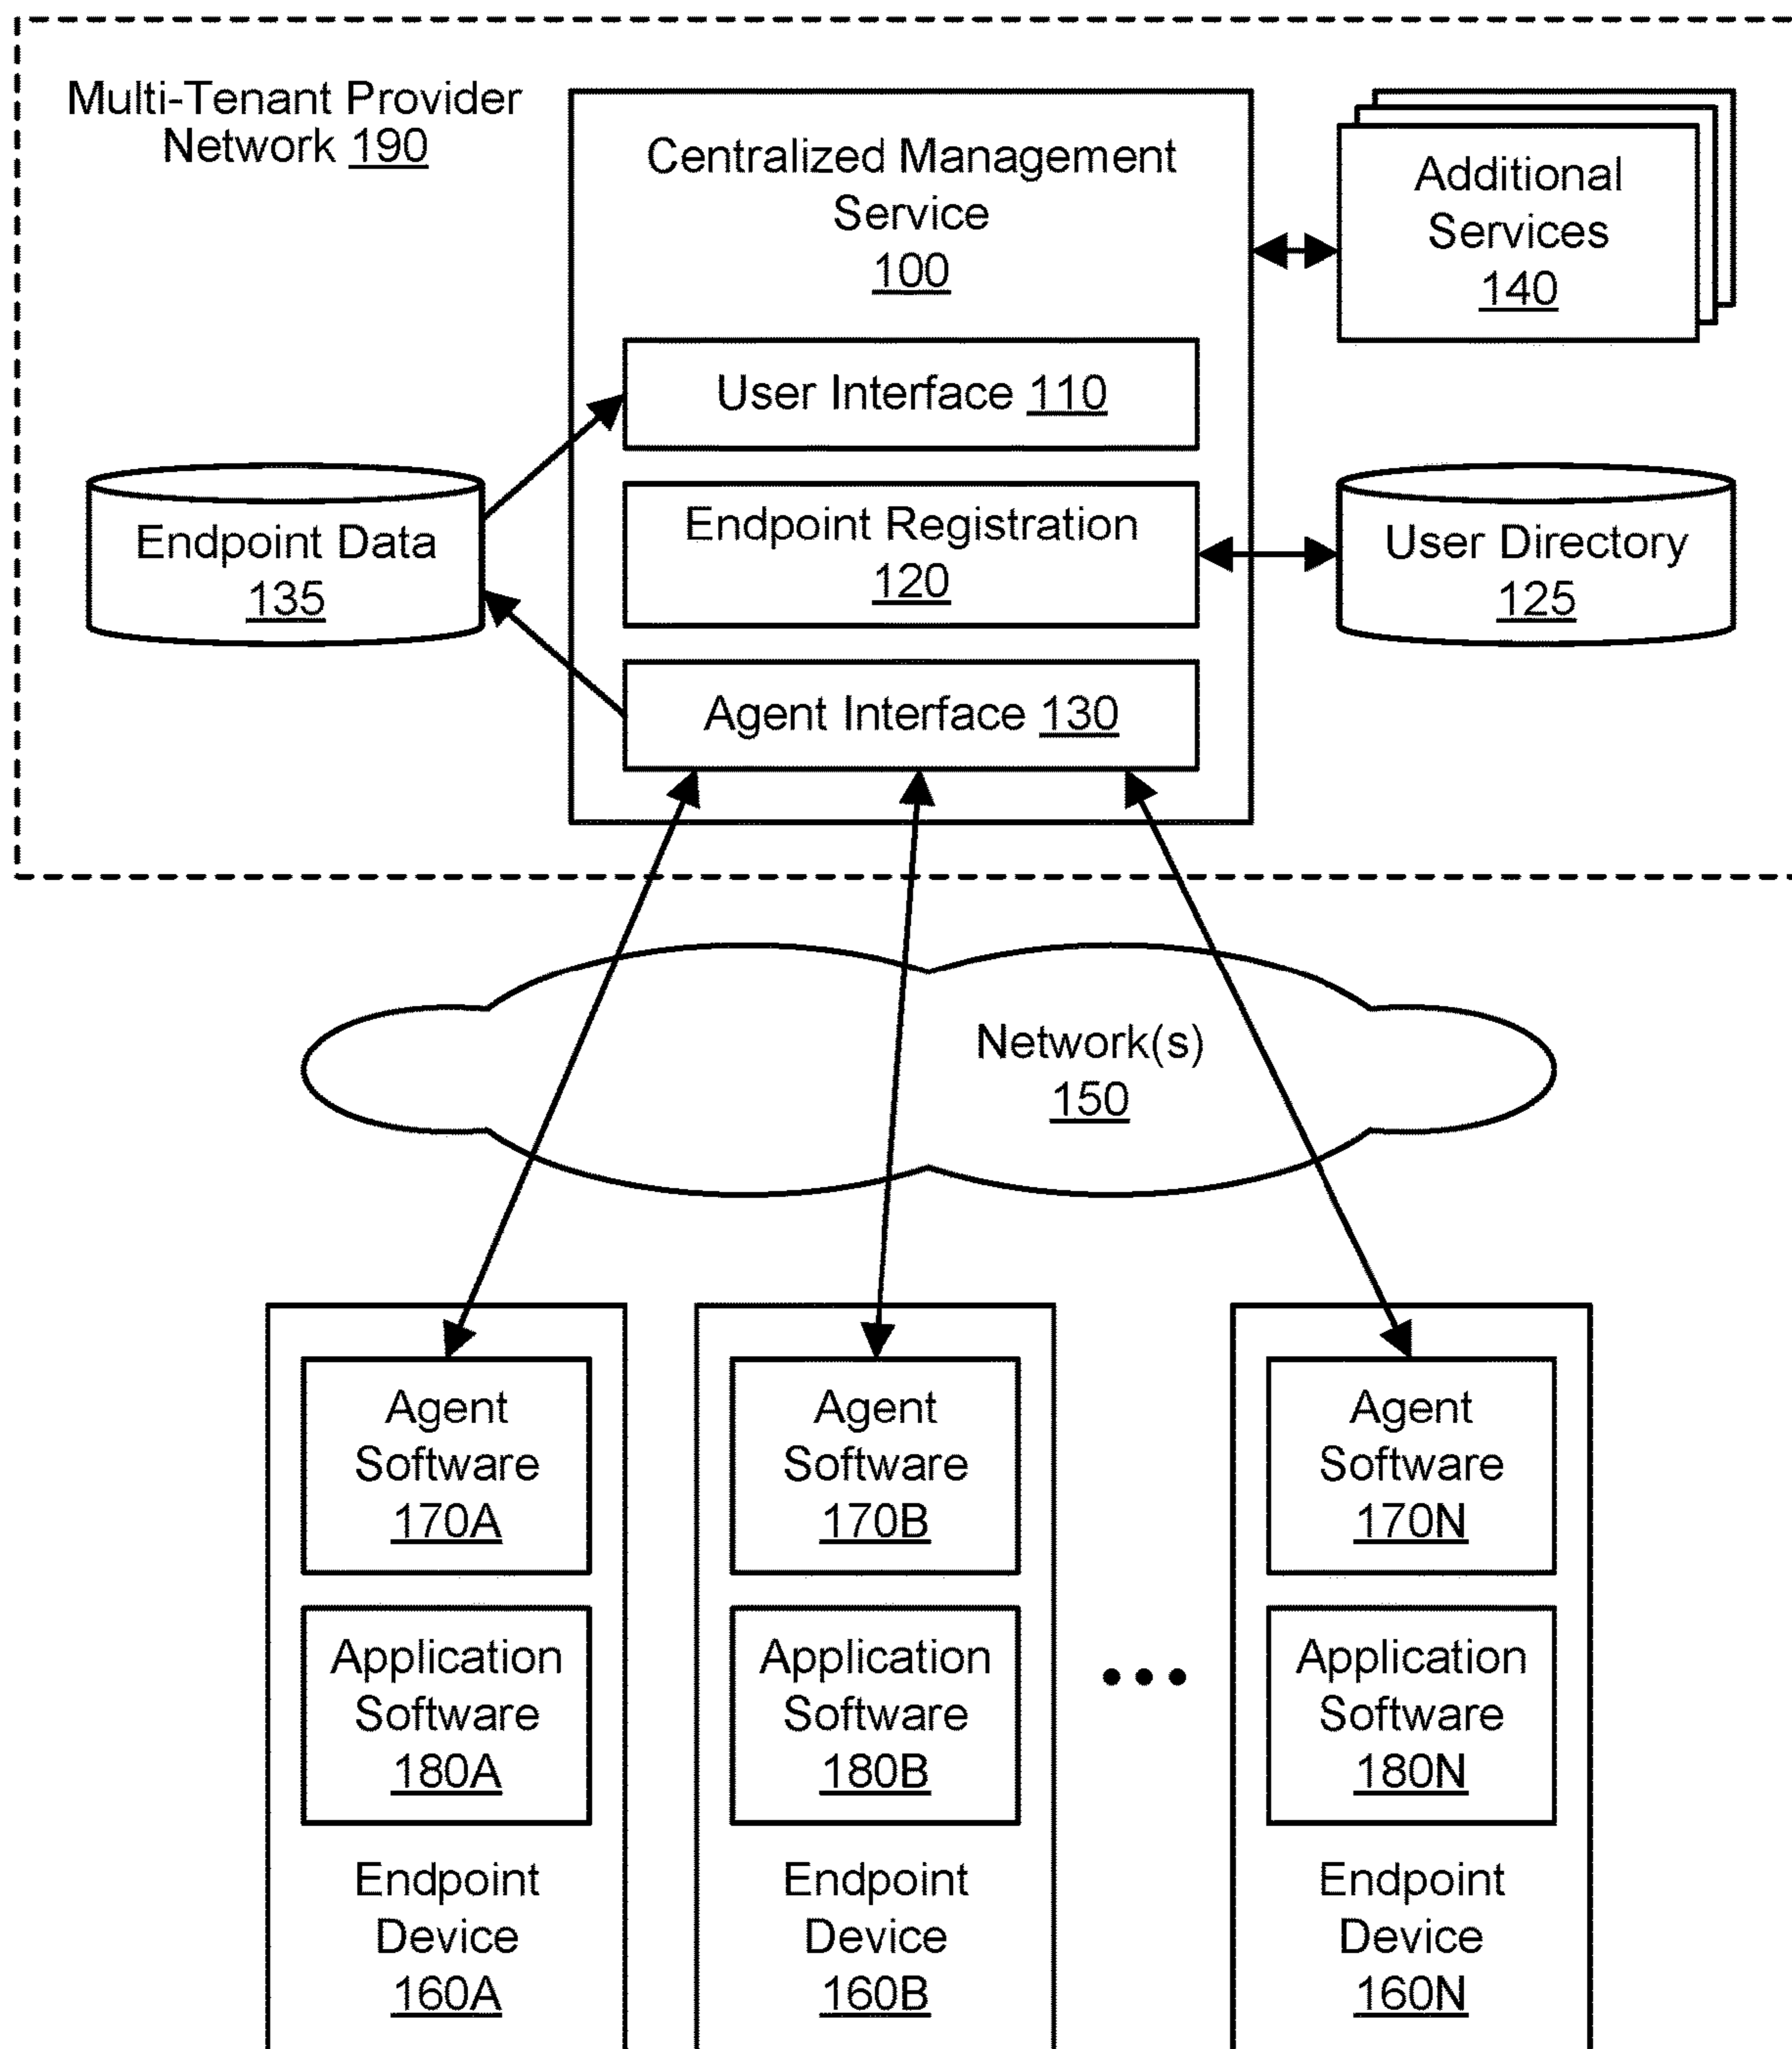 Multi-Tenant Provider
Network 190
Centralized Management
Service
100
Additional
Services
140
User Interface 110
Endpoint Data
135
Endpoint Registration
120
User Directory
125
Agent Interface 130
Network(s)
150
Agent
Software
170A
Application
Software
180A
Endpoint
Device
160A
Agent
Software
170B
Application
Software
180B
Endpoint
Device
160B
Agent
Software
170N
Application
Software
180N
Endpoint
Device
160N